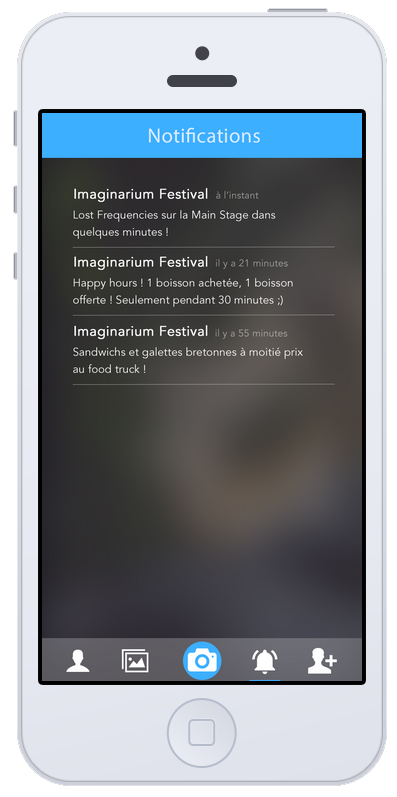 Notifications
Imaginarium Festival à l'instant
Lost Frequencies sur la Main Stage dans
quelques minutes !
Imaginarium Festival il y a 21 minutes
Happy hours ! 1 boisson achetée, 1 boisson
offerte ! Seulement pendant 30 minutes ;)
Imaginarium Festival il y a 55 minutes
Sandwichs et galettes bretonnes à moitié prix
au food truck !